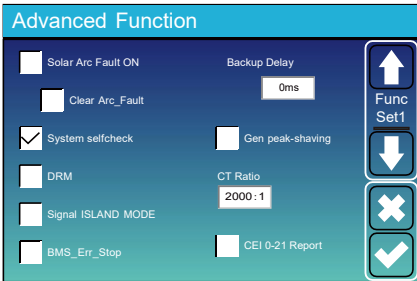 Advanced Function
Solar Arc Fault ON
Backup Delay
0ms
Clear Arc_Fault
Func
Set1
System selfcheck
Gen peak-shaving
DRM
CT Ratio
2000:1
Signal ISLAND MODE
BMS_Err_Stop
CEI 0-21 Report